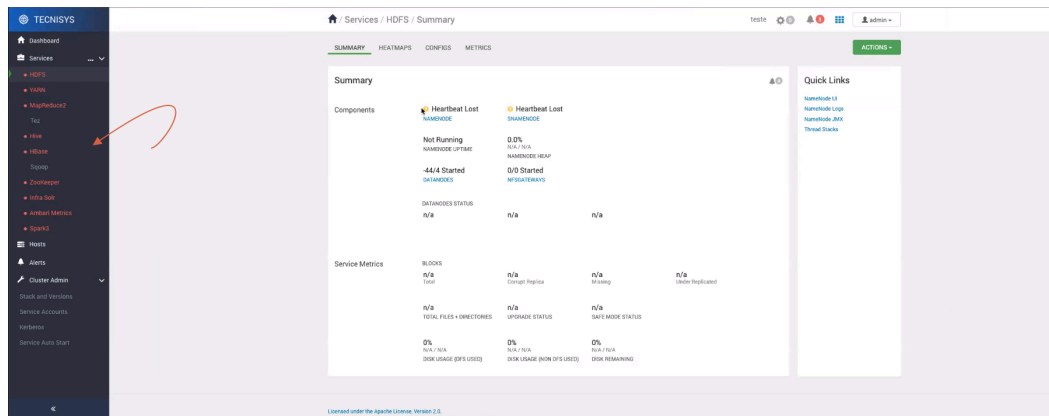 TECNISYS
Dashboard
Services ...
HDFS
YARN
MapReduce2
Tez
Hive
HBase
Sqoop
ZooKeeper
Infra Solr
Ambari Metrics
Spark3
Hosts
Alerts
Cluster Admin
Stack and Versions
Service Accounts
Kerberos
Service Auto Start
«
/ Services / HDFS / Summary
teste 0 1 admin
SUMMARY HEATMAPS CONFIGS METRICS
ACTIONS
Summary 0
Components
Heartbeat Lost Heartbeat Lost
NAMENODE SNAMENODE
Not Running 0.0%
NAMENODE UPTIME N/A / N/A
NAMENODE HEAP
-44/4 Started 0/0 Started
DATANODES NFSGATEWAYS
DATANODES STATUS
n/a n/a n/a
Service Metrics
BLOCKS
n/a n/a n/a n/a
Total Corrupt Replica Missing Under Replicated
n/a n/a n/a
TOTAL FILES + DIRECTORIES UPGRADE STATUS SAFE MODE STATUS
0% 0% 0%
N/A / N/A N/A / N/A N/A / N/A
DISK USAGE (DFS USED) DISK USAGE (NON DFS USED) DISK REMAINING
Quick Links
NameNode UI
NameNode Logs
NameNode JMX
Thread Stacks
Licensed under the Apache License, Version 2.0.